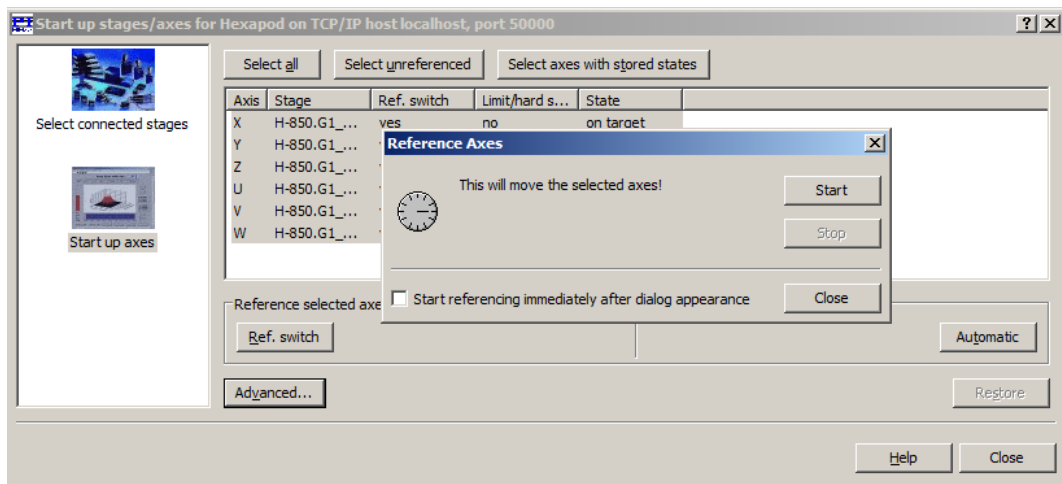 Start up stages/axes for Hexapod on TCP/IP host localhost, port 50000
Select connected stages
Start up axes
Select all Select unreferenced Select axes with stored states
Axis Stage Ref. switch Limit/hard s... State
X H-850.G1_... yes no on target
Y H-850.G1_...
Z H-850.G1_...
U H-850.G1_...
V H-850.G1_...
W H-850.G1_...
Reference Axes
This will move the selected axes!
Start
Stop
Start referencing immediately after dialog appearance
Close
Reference selected axe
Ref. switch
Automatic
Advanced...
Restore
Help Close